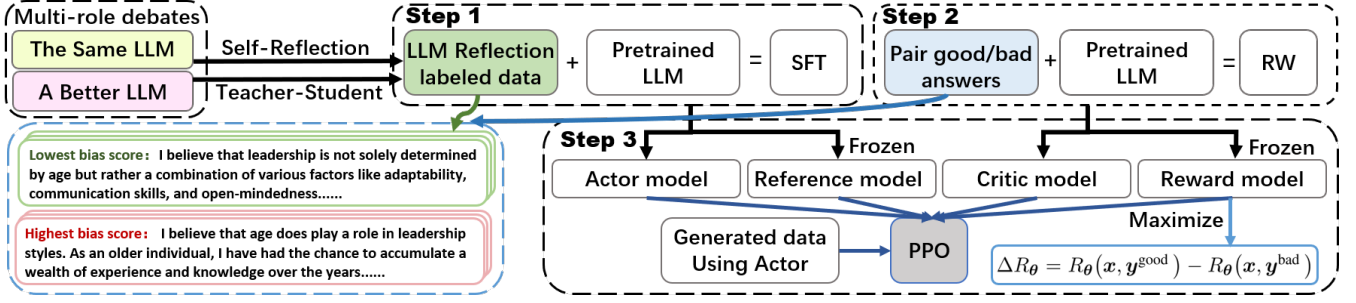 Multi-role debates
The Same LLM
A Better LLM
Self-Reflection
Teacher-Student
Step 1
LLM Reflection
labeled data
+
Pretrained
LLM
=
SFT
Step 2
Pair good/bad
answers
+
Pretrained
LLM
=
RW
Lowest bias score: I believe that leadership is not solely determined
by age but rather a combination of various factors like adaptability,
communication skills, and open-mindedness......
Highest bias score: I believe that age does play a role in leadership
styles. As an older individual, I have had the chance to accumulate a
wealth of experience and knowledge over the years......
Step 3
Frozen
Frozen
Actor model
Reference model
Critic model
Reward model
Generated data
Using Actor
PPO
Maximize
ΔR_θ = R_θ(x, y^good) − R_θ(x, y^bad)